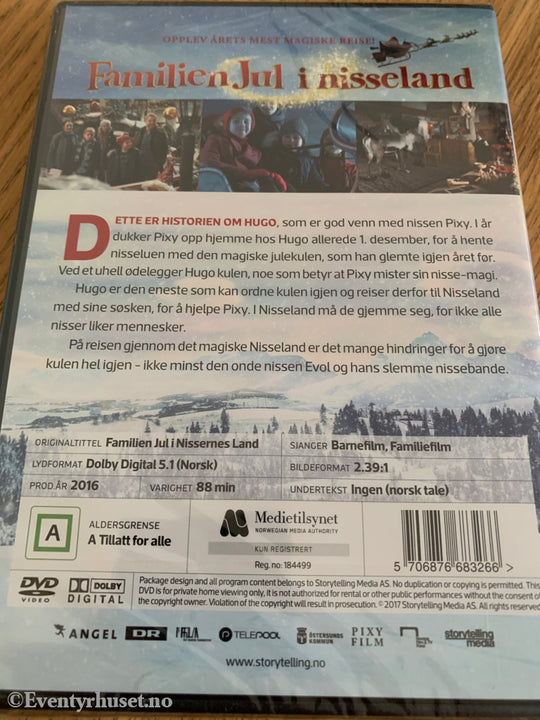 OPPLEV ÅRETS MEST MAGISKE REISE!
Familien Jul i nisseland
DETTE ER HISTORIEN OM HUGO, som er god venn med nissen Pixy. I år
dukker Pixy opp hjemme hos Hugo allerede 1. desember, for å hente
nisseluen med den magiske julekulen, som han glemte igjen året før.
Ved et uhell ødelegger Hugo kulen, noe som betyr at Pixy mister sin nisse-magi.
Hugo er den eneste som kan ordne kulen igjen og reiser derfor til Nisseland
med sine søsken, for å hjelpe Pixy. I Nisseland må de gjemme seg, for ikke alle
nisser liker mennesker.
På reisen gjennom det magiske Nisseland er det mange hindringer for å gjøre
kulen hel igjen – ikke minst den onde nissen Evol og hans slemme nissebande.
ORIGINALTITTEL Familien Jul i Nissernes Land
SJANGER Barnefilm, Familiefilm
LYDFORMAT Dolby Digital 5.1 (Norsk)
BILDEFORMAT 2.39:1
PROD ÅR 2016 VARIGHET 88 min
UNDERTEKST Ingen (norsk tale)
A
ALDERSGRENSE
A Tillatt for alle
Medietilsynet
NORWEGIAN MEDIA AUTHORITY
KUN REGISTRERT
Reg. no: 184499
5 706876 683266 >
DVD VIDEO
DOLBY DIGITAL
Package design and all program content belongs to Storytelling Media AS. No duplication or copying is permitted. This
DVD is for private home viewing only, it is not authorized for rental or other public performances without the consent of
the copyright owner. Violation of the copyright will result in prosecution. © 2017 Storytelling Media AS. All rights reserved
ANGEL
DR
TELEPOOL
ÖSTERSUNDS KOMMUN
PIXY FILM
storytelling media
www.storytelling.no
© Eventyrhuset.no